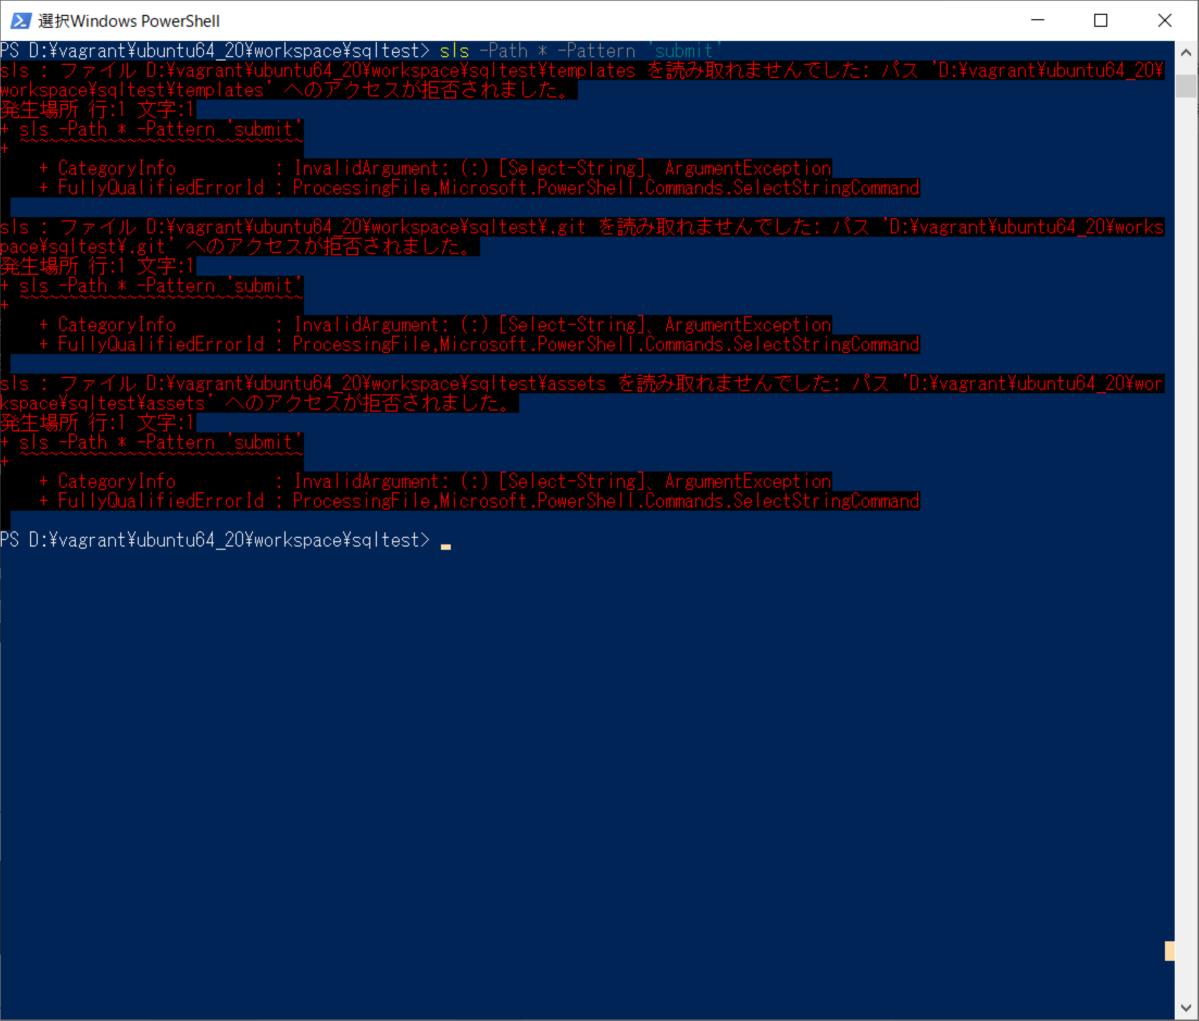 選択Windows PowerShell
PS D:¥vagrant¥ubuntu64_20¥workspace¥sqltest> sls -Path * -Pattern 'submit'
sls : ファイル D:¥vagrant¥ubuntu64_20¥workspace¥sqltest¥templates を読み取れませんでした: パス 'D:¥vagrant¥ubuntu64_20¥
workspace¥sqltest¥templates' へのアクセスが拒否されました。
発生場所 行:1 文字:1
+ sls -Path * -Pattern 'submit'
+ ~~~~~~~~~~~~~~~~~~~~~~~~~~~~~
    + CategoryInfo          : InvalidArgument: (:) [Select-String]、ArgumentException
    + FullyQualifiedErrorId : ProcessingFile,Microsoft.PowerShell.Commands.SelectStringCommand
sls : ファイル D:¥vagrant¥ubuntu64_20¥workspace¥sqltest¥.git を読み取れませんでした: パス 'D:¥vagrant¥ubuntu64_20¥works
pace¥sqltest¥.git' へのアクセスが拒否されました。
発生場所 行:1 文字:1
+ sls -Path * -Pattern 'submit'
+ ~~~~~~~~~~~~~~~~~~~~~~~~~~~~~
    + CategoryInfo          : InvalidArgument: (:) [Select-String]、ArgumentException
    + FullyQualifiedErrorId : ProcessingFile,Microsoft.PowerShell.Commands.SelectStringCommand
sls : ファイル D:¥vagrant¥ubuntu64_20¥workspace¥sqltest¥assets を読み取れませんでした: パス 'D:¥vagrant¥ubuntu64_20¥wor
kspace¥sqltest¥assets' へのアクセスが拒否されました。
発生場所 行:1 文字:1
+ sls -Path * -Pattern 'submit'
+ ~~~~~~~~~~~~~~~~~~~~~~~~~~~~~
    + CategoryInfo          : InvalidArgument: (:) [Select-String]、ArgumentException
    + FullyQualifiedErrorId : ProcessingFile,Microsoft.PowerShell.Commands.SelectStringCommand
PS D:¥vagrant¥ubuntu64_20¥workspace¥sqltest>